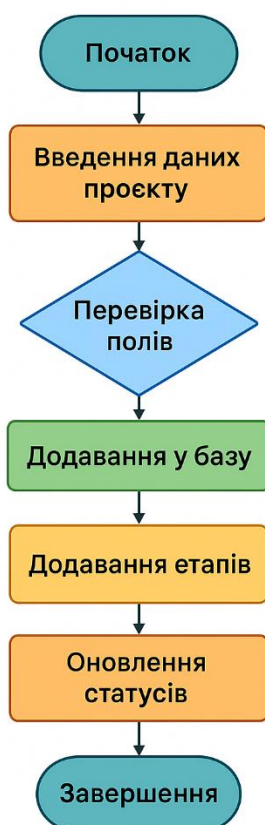 Початок
Введення даних
проєкту
Перевірка
полів
Додавання у базу
Додавання етапів
Оновлення
статусів
Завершення